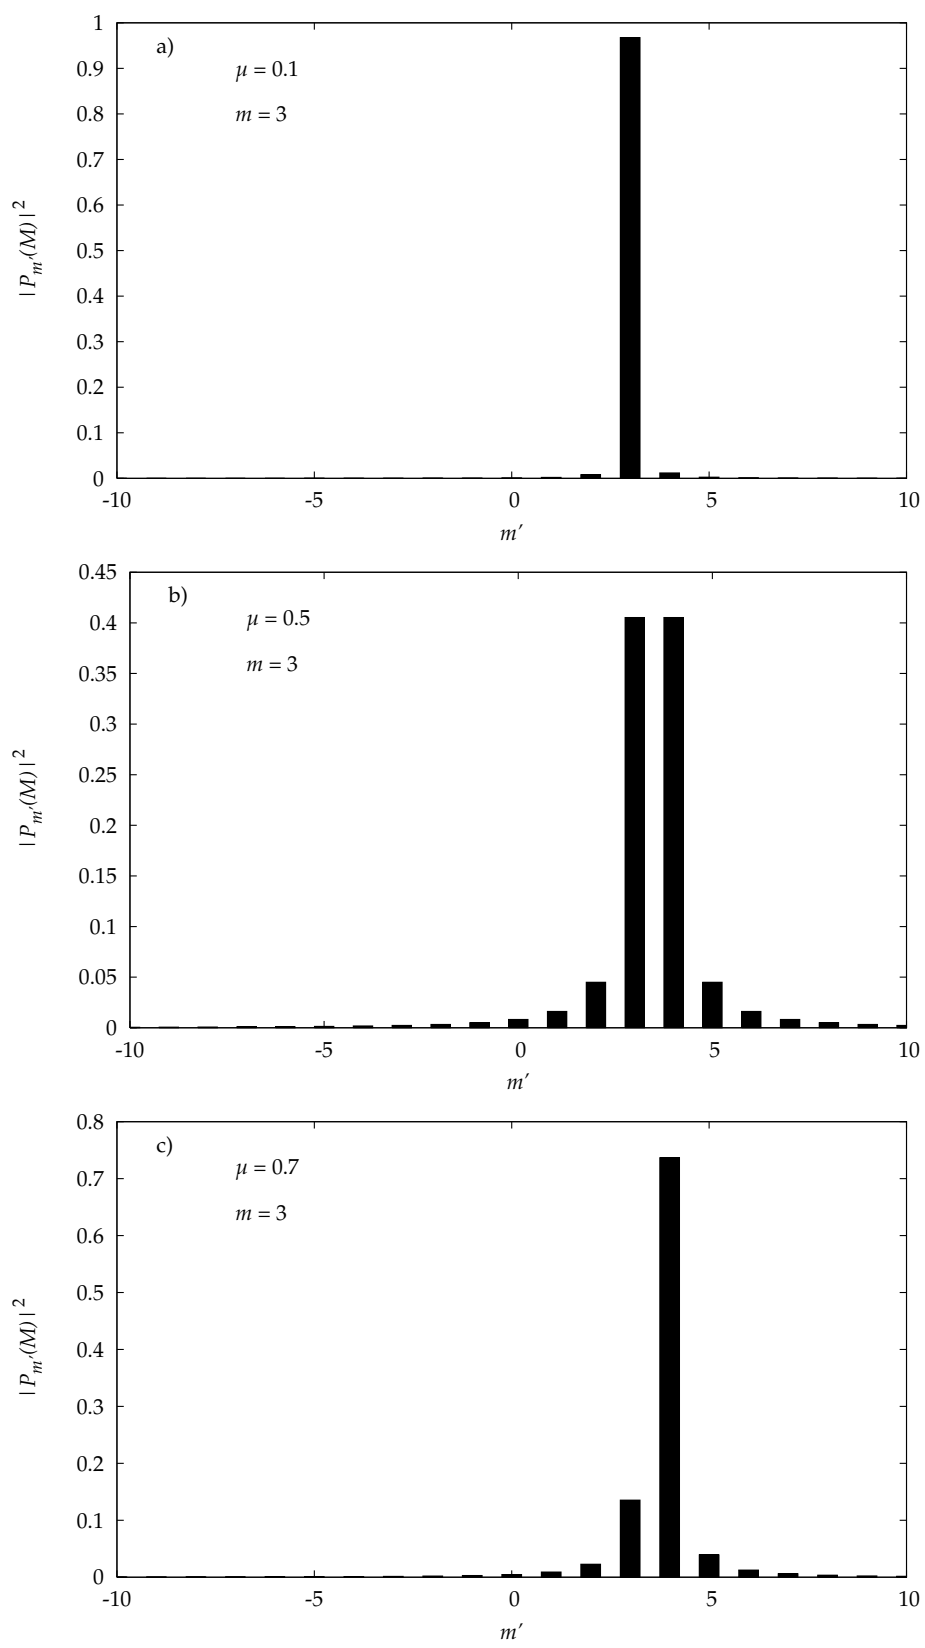 a)
μ = 0.1
m = 3
1
0.9
0.8
0.7
0.6
0.5
0.4
0.3
0.2
0.1
0
|P_{m′}(M)|²
-10 -5 0 5 10
m′
b)
μ = 0.5
m = 3
0.45
0.4
0.35
0.3
0.25
0.2
0.15
0.1
0.05
0
|P_{m′}(M)|²
-10 -5 0 5 10
m′
c)
μ = 0.7
m = 3
0.8
0.7
0.6
0.5
0.4
0.3
0.2
0.1
0
|P_{m′}(M)|²
-10 -5 0 5 10
m′